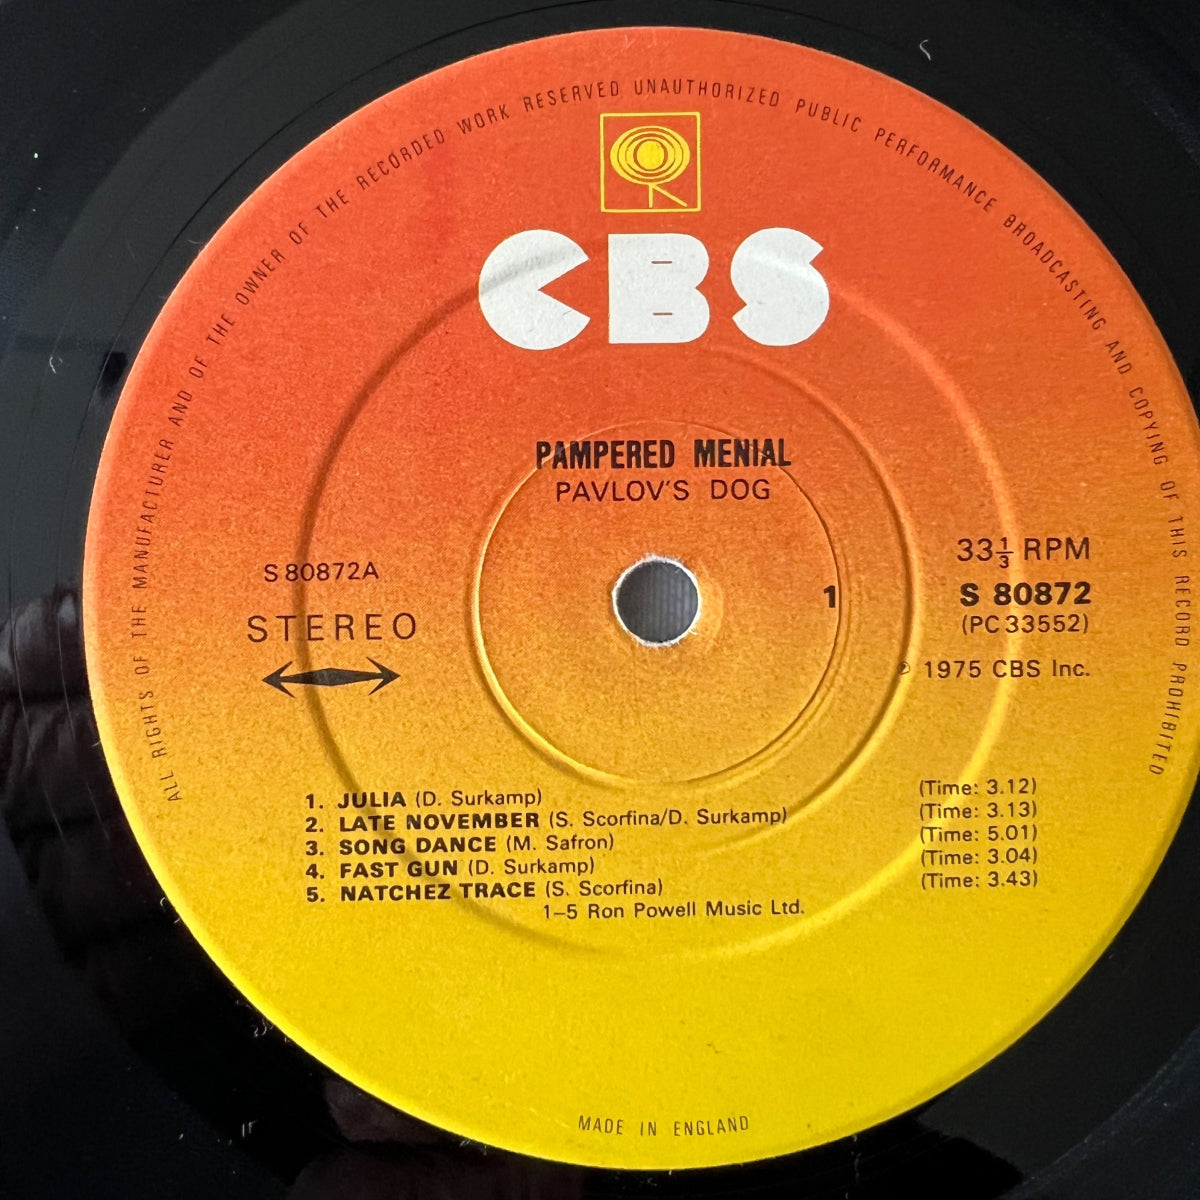 ALL RIGHTS OF THE MANUFACTURER AND OF THE OWNER OF THE RECORDED WORK RESERVED UNAUTHORIZED PUBLIC PERFORMANCE BROADCASTING AND COPYING OF THIS RECORD PROHIBITED
CBS
PAMPERED MENIAL
PAVLOV'S DOG
S 80872A
STEREO
1
33⅓ RPM
S 80872
(PC 33552)
℗ 1975 CBS Inc.
1. JULIA (D. Surkamp) (Time: 3.12)
2. LATE NOVEMBER (S. Scorfina/D. Surkamp) (Time: 3.13)
3. SONG DANCE (M. Safron) (Time: 5.01)
4. FAST GUN (D. Surkamp) (Time: 3.04)
5. NATCHEZ TRACE (S. Scorfina) (Time: 3.43)
1–5 Ron Powell Music Ltd.
MADE IN ENGLAND